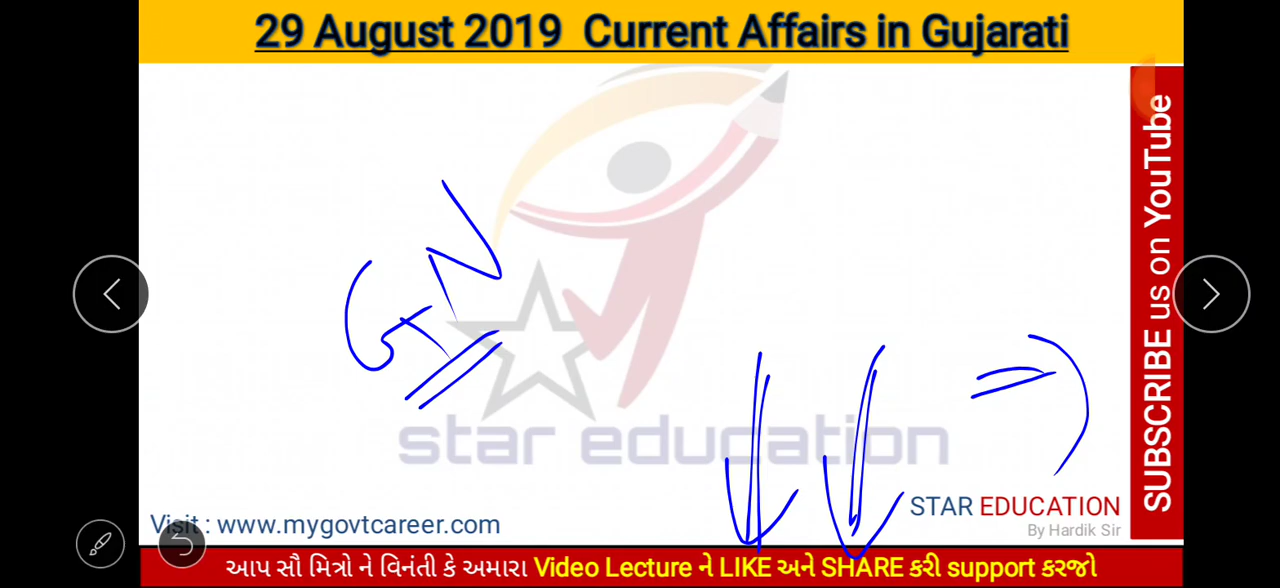 29 August 2019 Current Affairs in Gujarati
SUBSCRIBE us on YouTube
GN
star education
STAR EDUCATION
By Hardik Sir
Visit : www.mygovtcareer.com
આપ સૌ મિત્રો ને વિનંતી કે અમારા Video Lecture ને LIKE અને SHARE કરી support કરજો